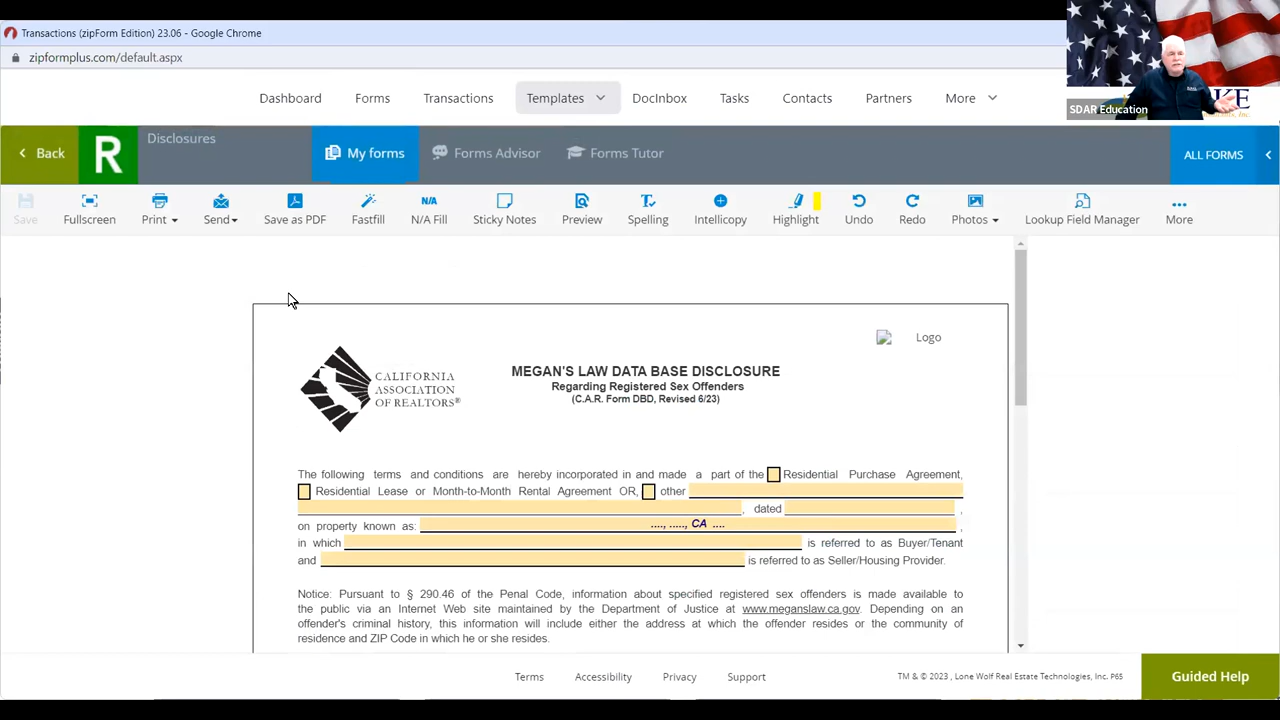 Transactions (zipForm Edition) 23.06 - Google Chrome
zipformplus.com/default.aspx
SDAR Education
Dashboard Forms Transactions Templates DocInbox Tasks Contacts Partners More
Back R Disclosures My forms Forms Advisor Forms Tutor ALL FORMS
N/A
Save Fullscreen Print Send Save as PDF Fastfill N/A Fill Sticky Notes Preview Spelling Intellicopy Highlight Undo Redo Photos Lookup Field Manager More
Logo
CALIFORNIA
ASSOCIATION
OF REALTORS®
MEGAN'S LAW DATA BASE DISCLOSURE
Regarding Registered Sex Offenders
(C.A.R. Form DBD, Revised 6/23)
The following terms and conditions are hereby incorporated in and made a part of the Residential Purchase Agreement,
Residential Lease or Month-to-Month Rental Agreement OR, other
, dated ,
on property known as: ...., ....., CA .... ,
in which is referred to as Buyer/Tenant
and is referred to as Seller/Housing Provider.
Notice: Pursuant to § 290.46 of the Penal Code, information about specified registered sex offenders is made available to
the public via an Internet Web site maintained by the Department of Justice at www.meganslaw.ca.gov. Depending on an
offender's criminal history, this information will include either the address at which the offender resides or the community of
residence and ZIP Code in which he or she resides.
Terms Accessibility Privacy Support TM & © 2023 , Lone Wolf Real Estate Technologies, Inc. P65 Guided Help